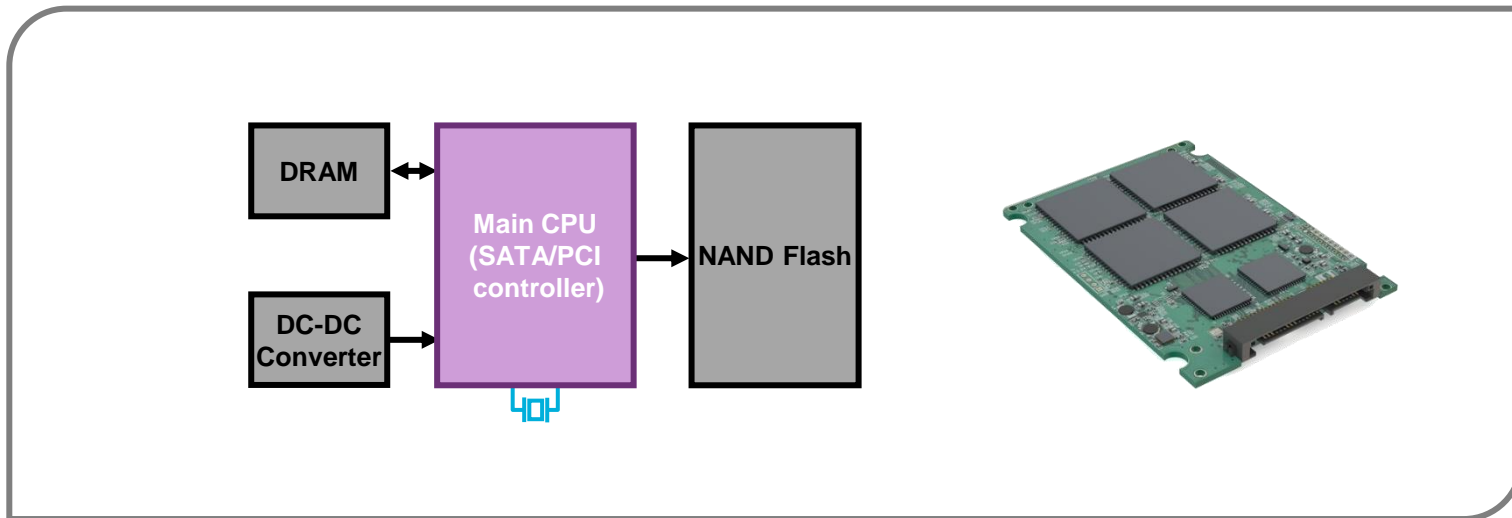 DRAM
Main CPU
(SATA/PCI
controller)
NAND Flash
DC-DC
Converter